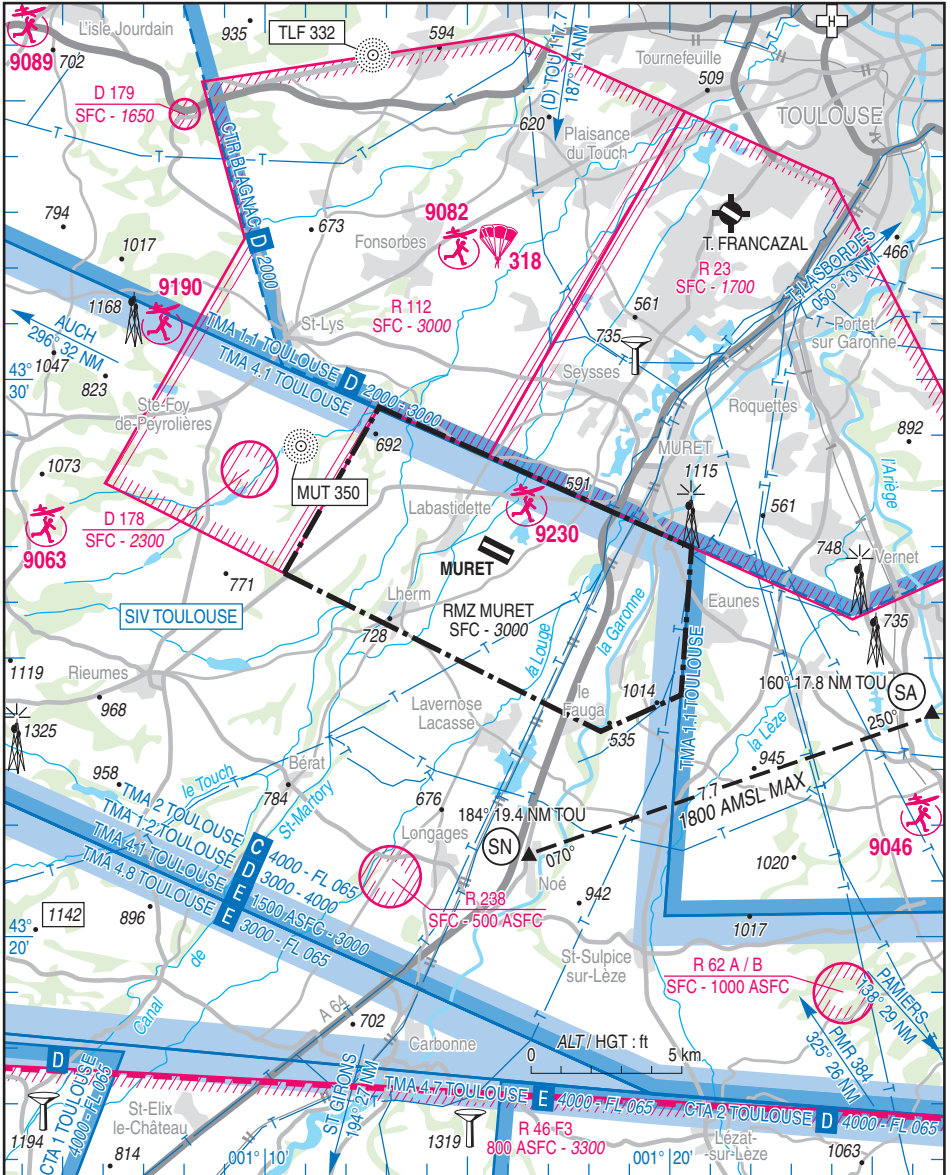 L'Isle Jourdain
935
TLF 332
594
(D) TOU 117.7
187° 14 NM
Tournefeuille
509
H
9089
702
D 179
SFC - 1650
620
Plaisance
du Touch
TOULOUSE
CTR BLAGNAC D 2000
794
673
Fonsorbes
9082
318
T. FRANCAZAL
466
T. LASBORDES
060° 13 NM
1017
9190
1168
R 112
SFC - 3000
R 23
SFC - 1700
561
735
Portet
sur Garonne
St-Lys
AUCH
296° 32 NM
1047
823
TMA 1.1 TOULOUSE
TMA 4.1 TOULOUSE
D 2000 - 3000
Seysses
43°
30'
Ste-Foy
de-Peyrolières
Roquettes
892
692
MURET
l'Ariège
1073
MUT 350
591
1115
Labastidette
9230
561
9063
D 178
SFC - 2300
748
Vernet
771
MURET
Lherm
RMZ MURET
SFC - 3000
la Louge
la Garonne
Eaunes
SIV TOULOUSE
728
735
1119
Rieumes
968
TMA 1.1 TOULOUSE
160° 17.8 NM TOU
SA
1014
Lavernose
Lacasse
le
Fauga
250°
1325
535
la Lèze
958
le Touch
Bérat
945
784
St-Martory
676
7.7
1800 AMSL MAX
TMA 2 TOULOUSE C 4000 - FL 065
TMA 1.2 TOULOUSE D 3000 - 4000
TMA 4.1 TOULOUSE E 1500 ASFC - 3000
TMA 4.8 TOULOUSE E 3000 - FL 065
184° 19.4 NM TOU
Longages
SN
070°
9046
1020
Noé
1142
896
R 238
SFC - 500 ASFC
942
43°
20'
1017
de
St-Sulpice
sur-Lèze
R 62 A / B
SFC - 1000 ASFC
Canal
A 64
702
PAMIERS
138° 29 NM
PMR 384
325° 26 NM
Carbonne
ALT / HGT : ft
0
5 km
D
CTA 1 TOULOUSE
4000 - FL 065
ST GIRONS
194° 27 NM
TMA 4.7 TOULOUSE E 4000 - FL 065
CTA 2 TOULOUSE D 4000 - FL 065
St-Elix
le-Château
1194
1319
R 46 F3
800 ASFC - 3300
Lézat-
-sur-Lèze
814
001° 10'
001° 20'
1063